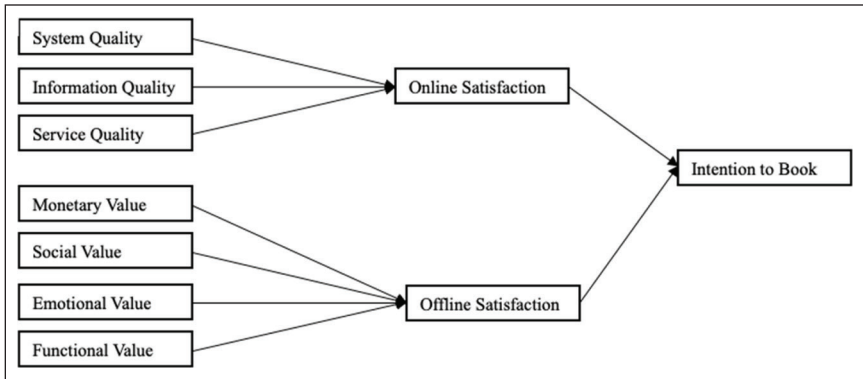 System Quality
Information Quality
Service Quality
Online Satisfaction
Intention to Book
Monetary Value
Social Value
Emotional Value
Functional Value
Offline Satisfaction